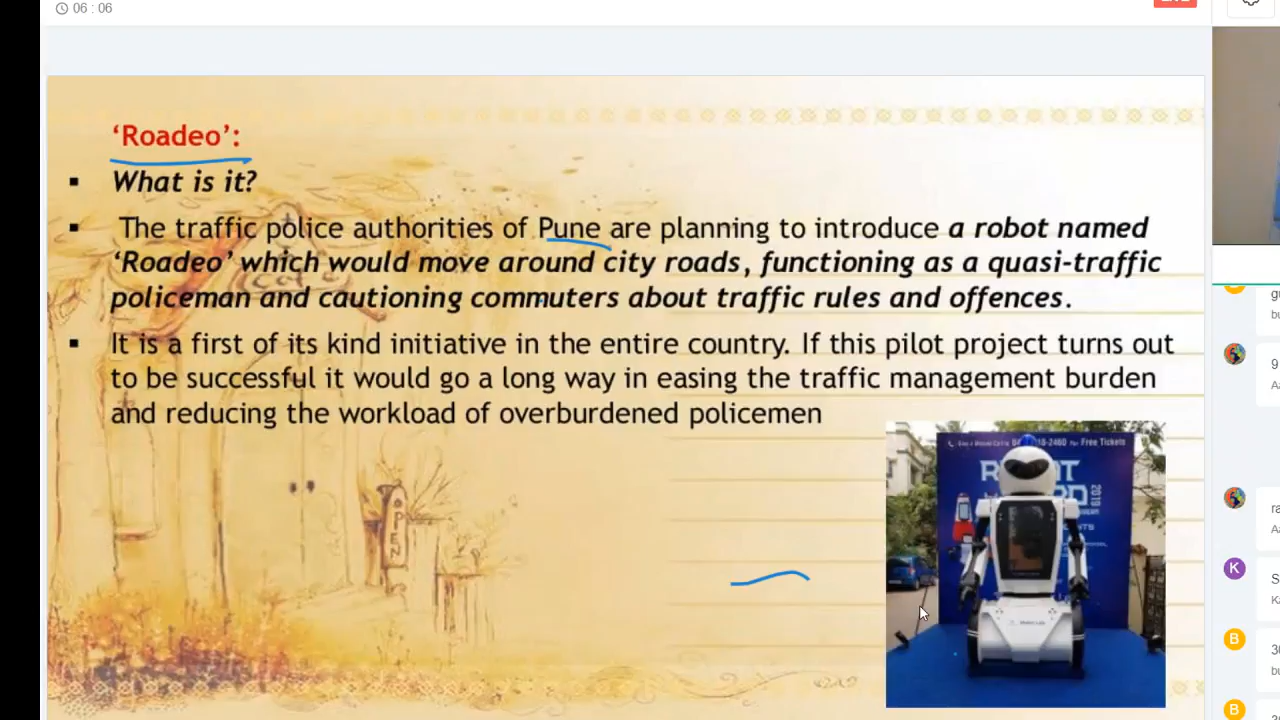 06 : 06
‘Roadeo’:
▪ What is it?
▪ The traffic police authorities of Pune are planning to introduce a robot named
‘Roadeo’ which would move around city roads, functioning as a quasi-traffic
policeman and cautioning commuters about traffic rules and offences.
▪ It is a first of its kind initiative in the entire country. If this pilot project turns out
to be successful it would go a long way in easing the traffic management burden
and reducing the workload of overburdened policemen
OPEN
for Free Tickets
2019
9
K
B
B